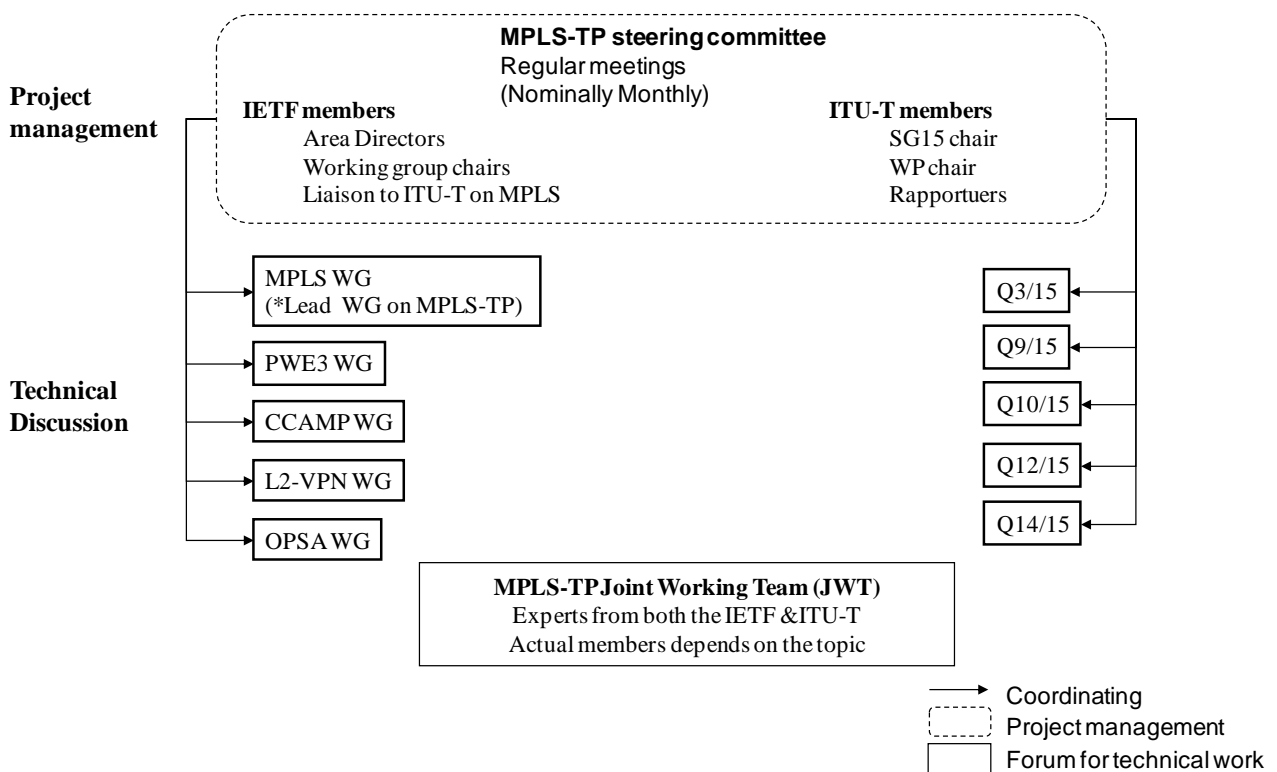 MPLS-TP steering committee
Regular meetings
(Nominally Monthly)
Project
management
IETF members
Area Directors
Working group chairs
Liaison to ITU-T on MPLS
ITU-T members
SG15 chair
WP chair
Rapportuers
Technical
Discussion
MPLS WG
(*Lead WG on MPLS-TP)
PWE3 WG
CCAMP WG
L2-VPN WG
OPSA WG
Q3/15
Q9/15
Q10/15
Q12/15
Q14/15
MPLS-TP Joint Working Team (JWT)
Experts from both the IETF & ITU-T
Actual members depends on the topic
Coordinating
Project management
Forum for technical work